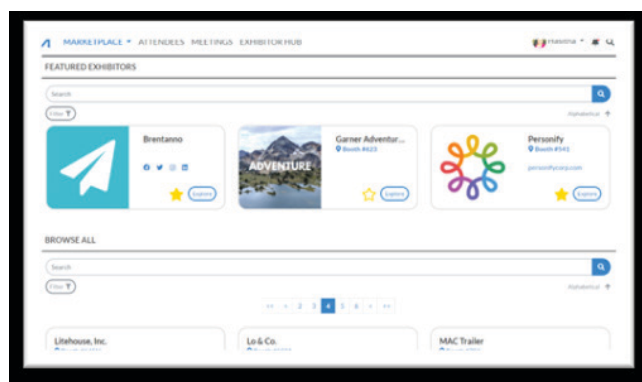 MARKETPLACE ATTENDEES MEETINGS EXHIBITOR HUB
FEATURED EXHIBITORS
Search
Filter Alphabetical
Brentanno
Explore
ADVENTURE
Garner Adventur...
Booth #623
Explore
Personify
Booth #541
personifycorp.com
Explore
BROWSE ALL
Search
Filter Alphabetical
<< < 2 3 4 5 6 > >>
Litehouse, Inc.
Lo & Co.
MAC Trailer